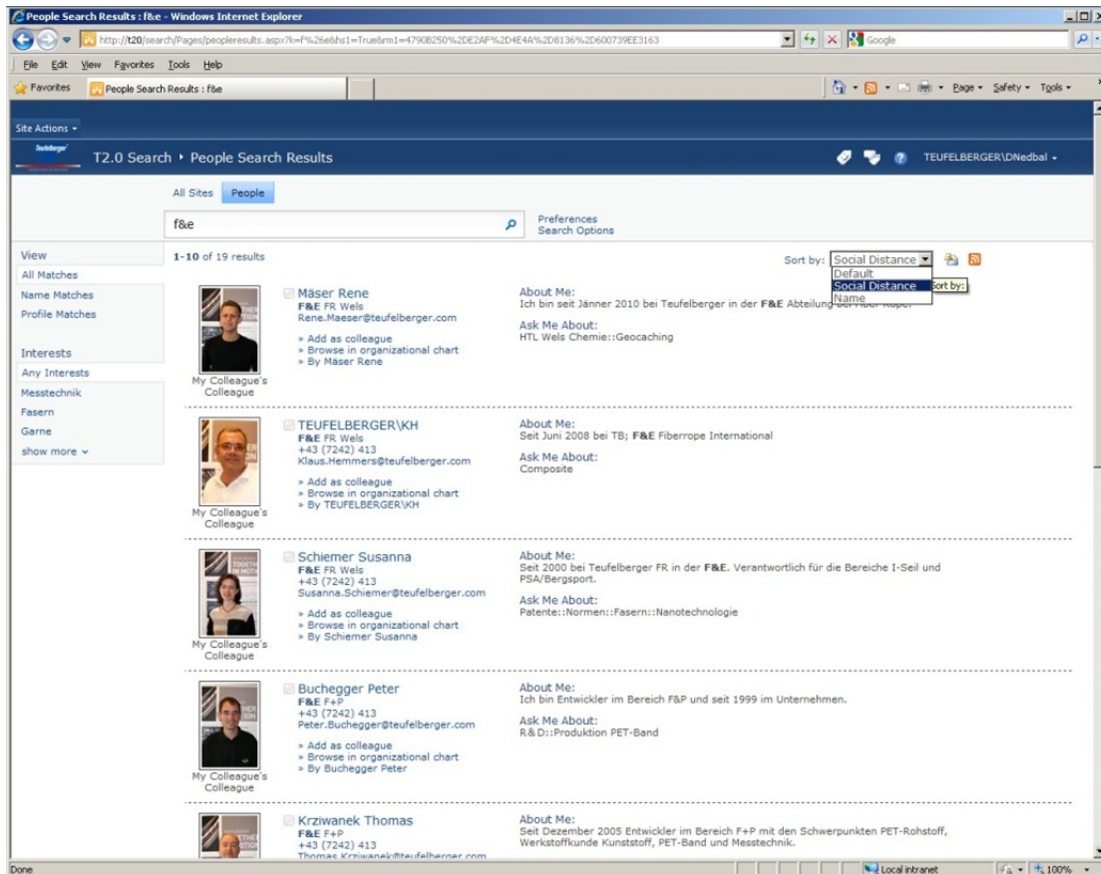 People Search Results : f&e - Windows Internet Explorer
http://t20/search/Pages/peopleresults.aspx?k=f%26e&hs1=True&rm1=4790B250%2DE2AF%2D4E4A%2D8136%2D600739EE3163
Google
File Edit View Favorites Tools Help
Favorites
People Search Results : f&e
Page Safety Tools
Site Actions
Teufelberger
T2.0 Search People Search Results
TEUFELBERGER\DNedbal
All Sites People
f&e
Preferences
Search Options
View
All Matches
Name Matches
Profile Matches
Interests
Any Interests
Messtechnik
Fasern
Garne
show more
1-10 of 19 results
Sort by: Social Distance
Default
Social Distance
Name
Sort by:
My Colleague's
Colleague
Mäser Rene
F&E FR Wels
Rene.Maeser@teufelberger.com
» Add as colleague
» Browse in organizational chart
» By Mäser Rene
About Me:
Ich bin seit Jänner 2010 bei Teufelberger in der F&E Abteilung
Ask Me About:
HTL Wels Chemie::Geocaching
My Colleague's
Colleague
TEUFELBERGER\KH
F&E FR Wels
+43 (7242) 413
Klaus.Hemmers@teufelberger.com
» Add as colleague
» Browse in organizational chart
» By TEUFELBERGER\KH
About Me:
Seit Juni 2008 bei TB; F&E Fiberrope International
Ask Me About:
Composite
My Colleague's
Colleague
Schiemer Susanna
F&E FR Wels
+43 (7242) 413
Susanna.Schiemer@teufelberger.com
» Add as colleague
» Browse in organizational chart
» By Schiemer Susanna
About Me:
Seit 2000 bei Teufelberger FR in der F&E. Verantwortlich für die Bereiche I-Seil und
PSA/Bergsport.
Ask Me About:
Patente::Normen::Fasern::Nanotechnologie
My Colleague's
Colleague
Buchegger Peter
F&E F+P
+43 (7242) 413
Peter.Buchegger@teufelberger.com
» Add as colleague
» Browse in organizational chart
» By Buchegger Peter
About Me:
Ich bin Entwickler im Bereich F&P und seit 1999 im Unternehmen.
Ask Me About:
R&D::Produktion PET-Band
Krziwanek Thomas
F&E F+P
+43 (7242) 413
Thomas.Krziwanek@teufelberger.com
About Me:
Seit Dezember 2005 Entwickler im Bereich F+P mit den Schwerpunkten PET-Rohstoff,
Werkstoffkunde Kunststoff, PET-Band und Messtechnik.
Done
Local intranet
100%